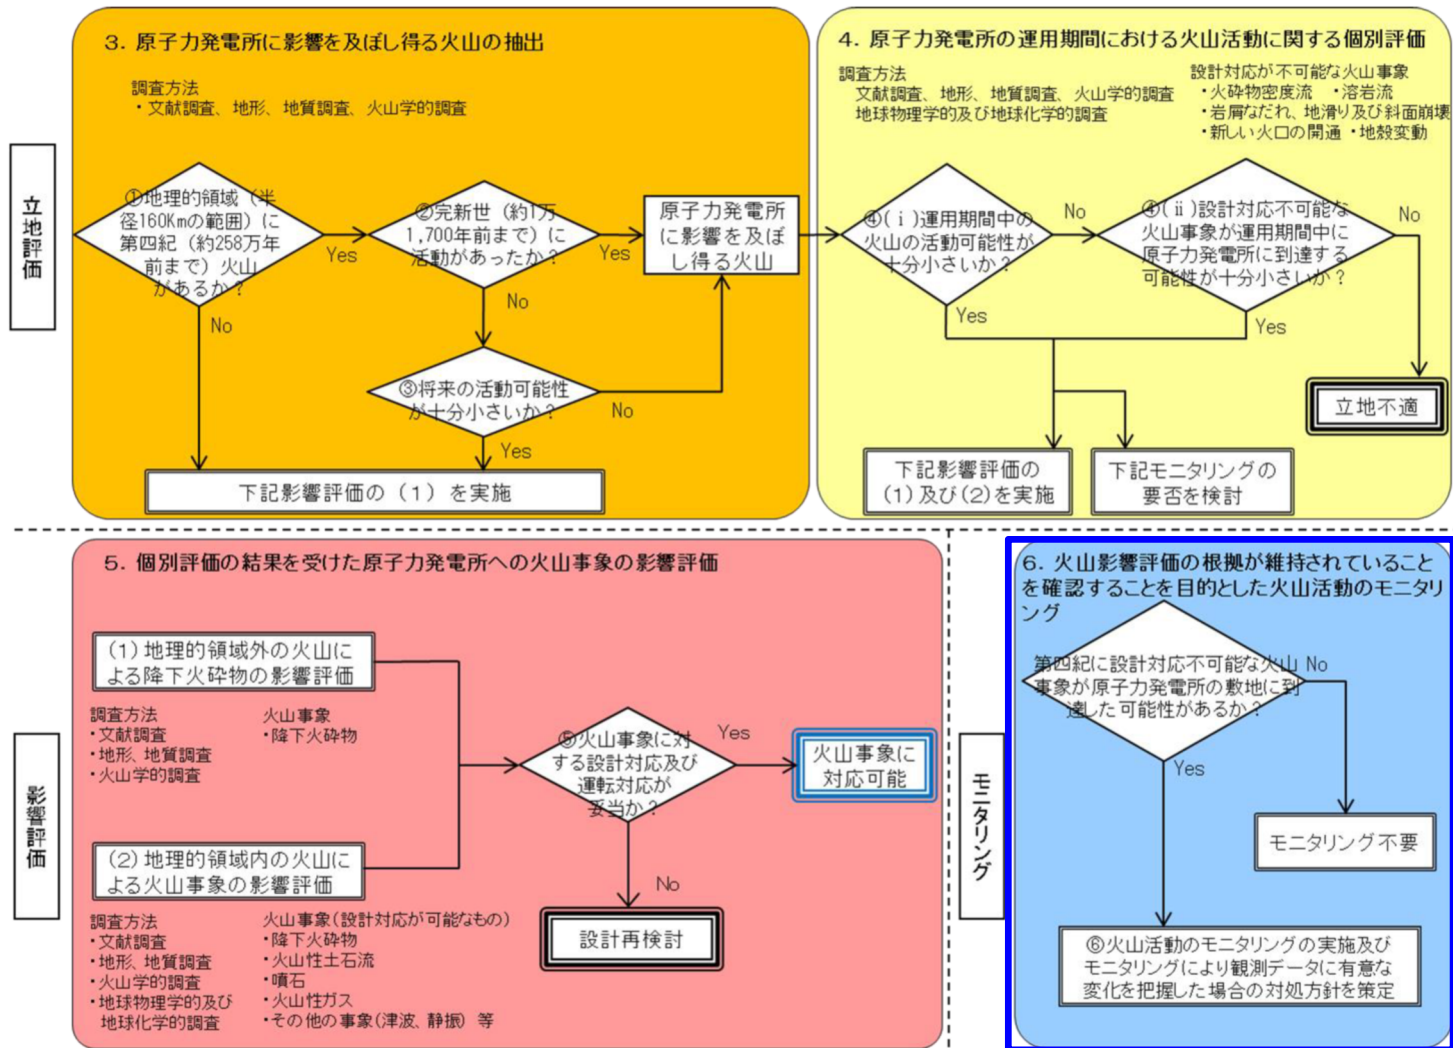 立地評価
3. 原子力発電所に影響を及ぼし得る火山の抽出
調査方法
・文献調査、地形、地質調査、火山学的調査
①地理的領域（半
径160Kmの範囲）に
第四紀（約258万年
前まで）火山
があるか？
Yes
No
②完新世（約1万
1,700年前まで）に
活動があったか？
Yes
No
③将来の活動可能性
が十分小さいか？
No
Yes
原子力発電所
に影響を及ぼ
し得る火山
下記影響評価の（1）を実施
4. 原子力発電所の運用期間における火山活動に関する個別評価
調査方法
文献調査、地形、地質調査、火山学的調査
地球物理学的及び地球化学的調査
設計対応が不可能な火山事象
・火砕物密度流　・溶岩流
・岩屑なだれ、地滑り及び斜面崩壊
・新しい火口の開通・地殻変動
④(ⅰ)運用期間中の
火山の活動可能性が
十分小さいか？
No
Yes
④(ⅱ)設計対応不可能な
火山事象が運用期間中に
原子力発電所に到達する
可能性が十分小さいか？
No
Yes
立地不適
下記影響評価の
(1)及び(2)を実施
下記モニタリングの
要否を検討
影響評価
5. 個別評価の結果を受けた原子力発電所への火山事象の影響評価
(1)地理的領域外の火山に
よる降下火砕物の影響評価
調査方法
・文献調査
・地形、地質調査
・火山学的調査
火山事象
・降下火砕物
(2)地理的領域内の火山に
よる火山事象の影響評価
調査方法
・文献調査
・地形、地質調査
・火山学的調査
・地球物理学的及び
地球化学的調査
火山事象(設計対応が可能なもの)
・降下火砕物
・火山性土石流
・噴石
・火山性ガス
・その他の事象(津波、静振）等
⑤火山事象に対
する設計対応及び
運転対応が
妥当か？
Yes
No
火山事象に
対応可能
設計再検討
モニタリング
6. 火山影響評価の根拠が維持されていること
を確認することを目的とした火山活動のモニタリ
ング
第四紀に設計対応不可能な火山
事象が原子力発電所の敷地に到
達した可能性があるか？
No
Yes
モニタリング不要
⑥火山活動のモニタリングの実施及び
モニタリングにより観測データに有意な
変化を把握した場合の対処方針を策定